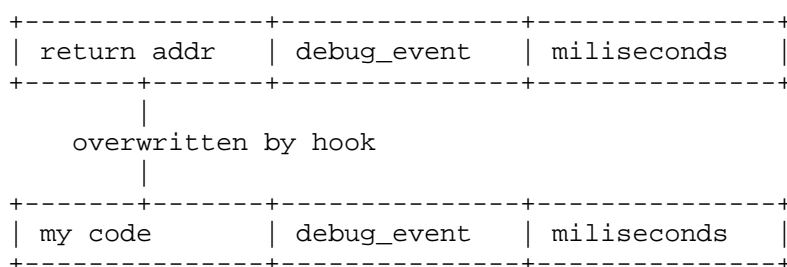 +---------------+---------------+---------------+
| return addr | debug_event | miliseconds |
+-------+-------+---------------+---------------+
|
overwritten by hook
|
+-------+-------+---------------+---------------+
| my code | debug_event | miliseconds |
+---------------+---------------+---------------+